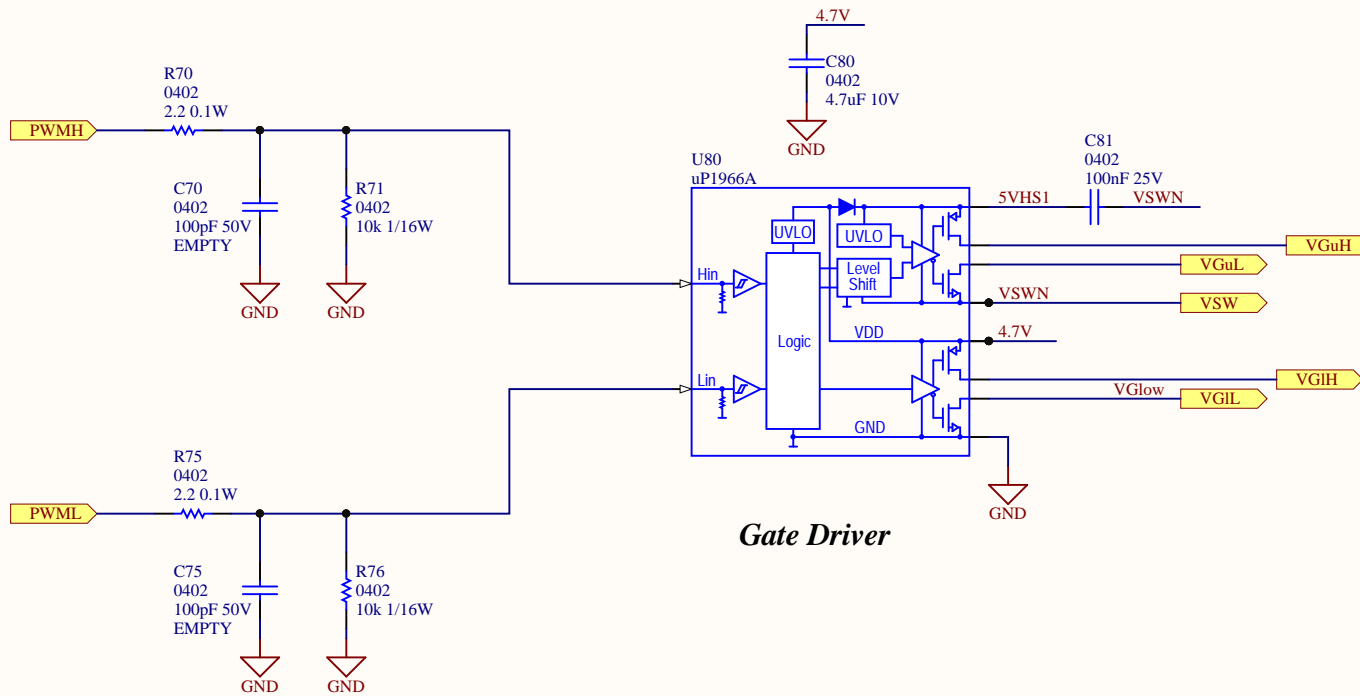 4.7V
C80
0402
4.7uF 10V
GND
R70
0402
2.2 0.1W
PWMH
C70
0402
100pF 50V
EMPTY
R71
0402
10k 1/16W
GND
GND
U80
uP1966A
C81
0402
100nF 25V
5VHS1
VSWN
UVLO
UVLO
VGuH
VGuL
Hin
Level
Shift
VSWN
VSW
VDD
4.7V
Logic
Lin
VGlH
VGlow
VGlL
GND
GND
R75
0402
2.2 0.1W
PWML
Gate Driver
C75
0402
100pF 50V
EMPTY
R76
0402
10k 1/16W
GND
GND